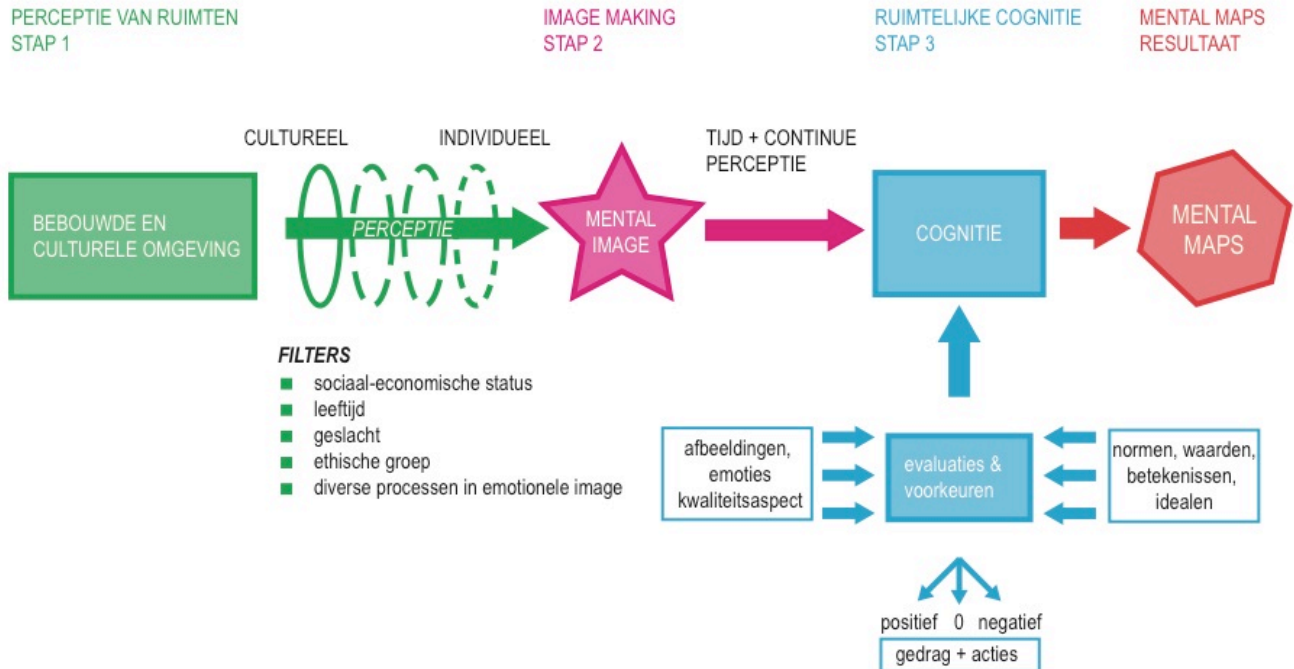 PERCEPTIE VAN RUIMTEN
STAP 1
IMAGE MAKING
STAP 2
RUIMTELIJKE COGNITIE
STAP 3
MENTAL MAPS
RESULTAAT
CULTUREEL
INDIVIDUEEL
TIJD + CONTINUE
PERCEPTIE
BEBOUWDE EN
CULTURELE OMGEVING
PERCEPTIE
MENTAL
IMAGE
COGNITIE
MENTAL
MAPS
FILTERS
sociaal-economische status
leeftijd
geslacht
ethische groep
diverse processen in emotionele image
afbeeldingen,
emoties
kwaliteitsaspect
evaluaties &
voorkeuren
normen, waarden,
betekenissen,
idealen
positief 0 negatief
gedrag + acties